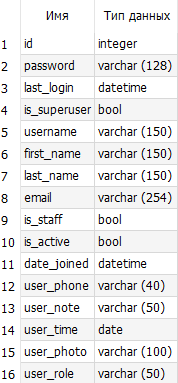 Имя Тип данных
1 id integer
2 password varchar (128)
3 last_login datetime
4 is_superuser bool
5 username varchar (150)
6 first_name varchar (150)
7 last_name varchar (150)
8 email varchar (254)
9 is_staff bool
10 is_active bool
11 date_joined datetime
12 user_phone varchar (40)
13 user_note varchar (50)
14 user_time date
15 user_photo varchar (100)
16 user_role varchar (50)